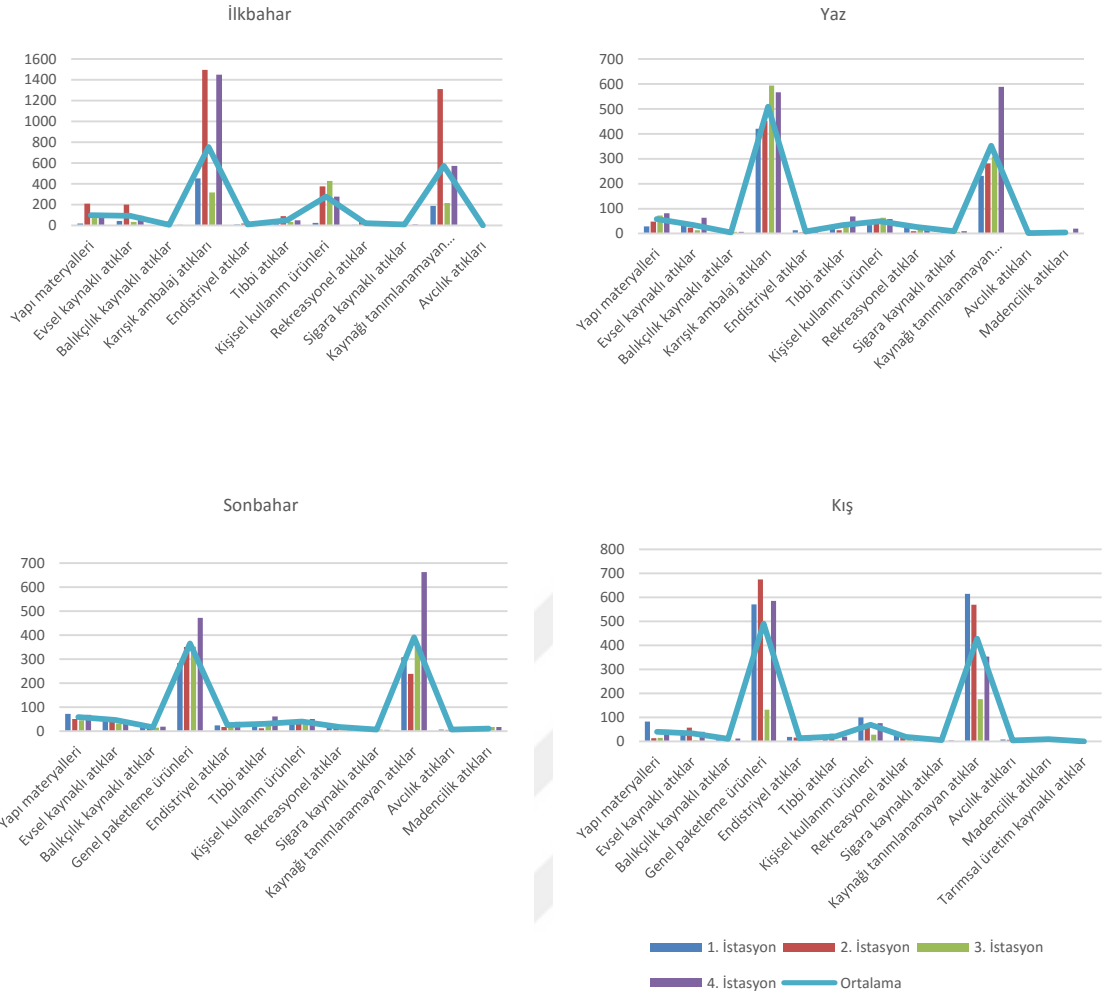 İlkbahar
1600
1400
1200
1000
800
600
400
200
0
Yapı materyalleri
Evsel kaynaklı atıklar
Balıkçılık kaynaklı atıklar
Karışık ambalaj atıkları
Endistriyel atıklar
Tıbbi atıklar
Kişisel kullanım ürünleri
Rekreasyonel atıklar
Sigara kaynaklı atıklar
Kaynağı tanımlanamayan...
Avcılık atıkları
Yaz
700
600
500
400
300
200
100
0
Yapı materyalleri
Evsel kaynaklı atıklar
Balıkçılık kaynaklı atıklar
Karışık ambalaj atıkları
Endistriyel atıklar
Tıbbi atıklar
Kişisel kullanım ürünleri
Rekreasyonel atıklar
Sigara kaynaklı atıklar
Kaynağı tanımlanamayan...
Avcılık atıkları
Madencilik atıkları
Sonbahar
700
600
500
400
300
200
100
0
Yapı materyalleri
Evsel kaynaklı atıklar
Balıkçılık kaynaklı atıklar
Genel paketleme ürünleri
Endistriyel atıklar
Tıbbi atıklar
Kişisel kullanım ürünleri
Rekreasyonel atıklar
Sigara kaynaklı atıklar
Kaynağı tanımlanamayan atıklar
Avcılık atıkları
Madencilik atıkları
Kış
800
700
600
500
400
300
200
100
0
Yapı materyalleri
Evsel kaynaklı atıklar
Balıkçılık kaynaklı atıklar
Genel paketleme ürünleri
Endistriyel atıklar
Tıbbi atıklar
Kişisel kullanım ürünleri
Rekreasyonel atıklar
Sigara kaynaklı atıklar
Kaynağı tanımlanamayan atıklar
Avcılık atıkları
Madencilik atıkları
Tarımsal üretim kaynaklı atıklar
1. İstasyon 2. İstasyon 3. İstasyon
4. İstasyon Ortalama